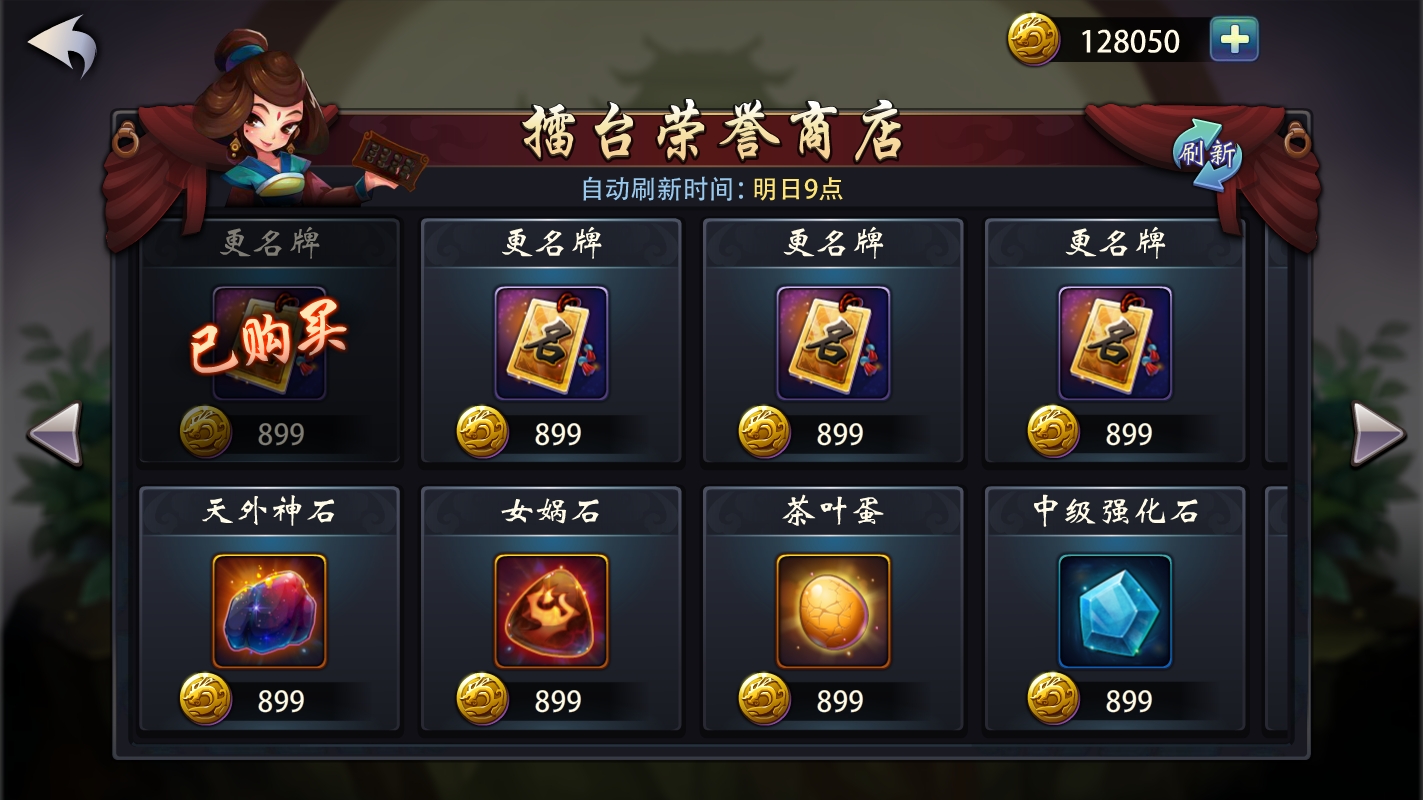 128050
擂台荣誉商店
刷新
自动刷新时间：明日9点
更名牌 更名牌 更名牌 更名牌
已购买 名 名 名
899 899 899 899
天外神石 女娲石 茶叶蛋 中级强化石
899 899 899 899